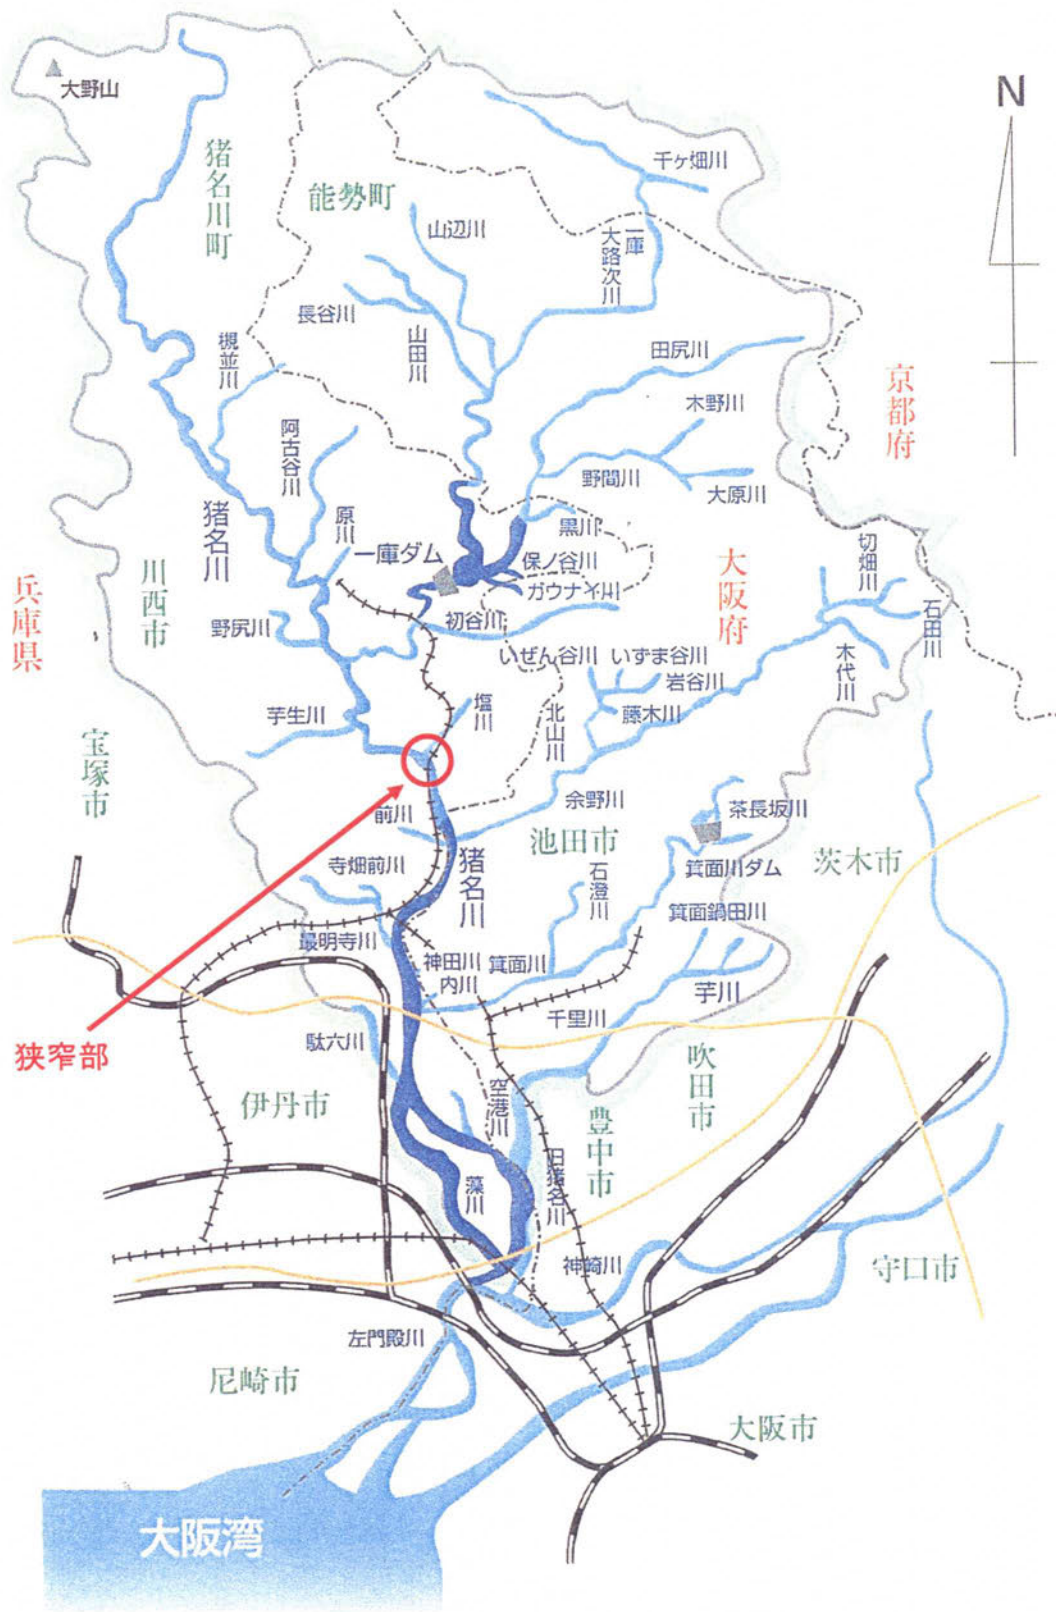 N
大野山
猪名川町
能勢町
千ヶ畑川
山辺川
一庫
大路次川
長谷川
山田川
槻並川
田尻川
京都府
木野川
阿古谷川
野間川
大原川
猪名川
原川
黒川
一庫ダム
保ノ谷川
ガウナイ川
大阪府
切畑川
石田川
兵庫県
川西市
野尻川
初谷川
いぜん谷川
いずま谷川
岩谷川
木代川
芋生川
塩川
北山川
藤木川
宝塚市
前川
余野川
茶長坂川
池田市
茨木市
寺畑前川
猪名川
石澄川
箕面川ダム
箕面鍋田川
最明寺川
神田川
内川
箕面川
芋川
千里川
駄六川
狭窄部
吹田市
伊丹市
空港川
豊中市
藻川
旧猪名川
神崎川
守口市
左門殿川
尼崎市
大阪市
大阪湾